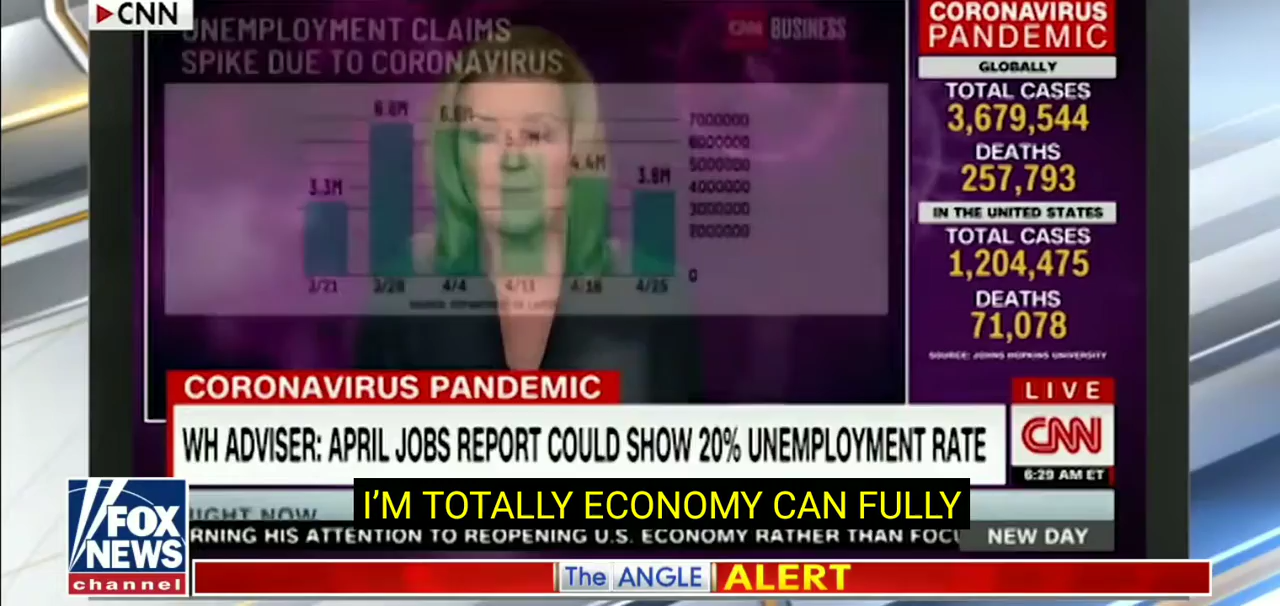 CNN
UNEMPLOYMENT CLAIMS
SPIKE DUE TO CORONAVIRUS
CNN BUSINESS
3.3M
6.6M
4.4M
3.8M
7000000
6000000
5000000
4000000
3000000
2000000
0
3/21
3/28
4/4
4/11
4/18
4/25
CORONAVIRUS
PANDEMIC
GLOBALLY
TOTAL CASES
3,679,544
DEATHS
257,793
IN THE UNITED STATES
TOTAL CASES
1,204,475
DEATHS
71,078
SOURCE: JOHNS HOPKINS UNIVERSITY
CORONAVIRUS PANDEMIC
WH ADVISER: APRIL JOBS REPORT COULD SHOW 20% UNEMPLOYMENT RATE
LIVE
CNN
6:29 AM ET
RIGHT NOW
I'M TOTALLY ECONOMY CAN FULLY
RNING HIS ATTENTION TO REOPENING U.S. ECONOMY RATHER THAN FOCU
NEW DAY
FOX
NEWS
channel
The ANGLE ALERT